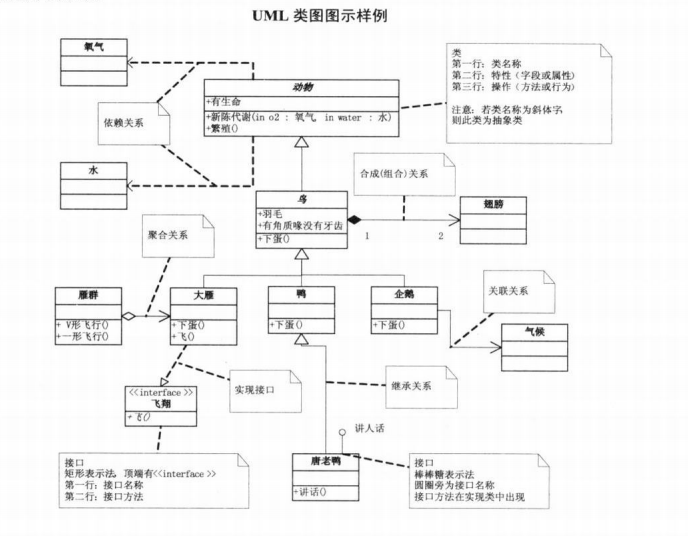 UML 类图图示样例
氧气
动物
+有生命
+新陈代谢(in o2 : 氧气, in water : 水)
+繁殖()
类
第一行：类名称
第二行：特性（字段或属性）
第三行：操作（方法或行为）
注意：若类名称为斜体字，
则此类为抽象类
依赖关系
水
鸟
+羽毛
+有角质喙没有牙齿
+下蛋()
合成(组合)关系
1
2
翅膀
聚合关系
雁群
+ V形飞行()
+一形飞行()
大雁
+下蛋()
+飞()
鸭
+下蛋()
企鹅
+下蛋()
关联关系
气候
<<interface >>
飞翔
+飞()
实现接口
继承关系
讲人话
接口
矩形表示法，顶端有<<interface >>
第一行：接口名称
第二行：接口方法
唐老鸭
+讲话()
接口
棒棒糖表示法
圆圈旁为接口名称
接口方法在实现类中出现